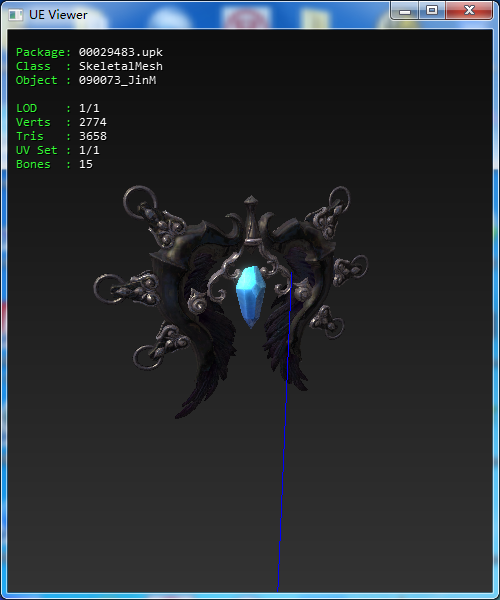 UE Viewer
Package: 00029483.upk
Class : SkeletalMesh
Object : 090073_JinM
LOD : 1/1
Verts : 2774
Tris : 3658
UV Set : 1/1
Bones : 15